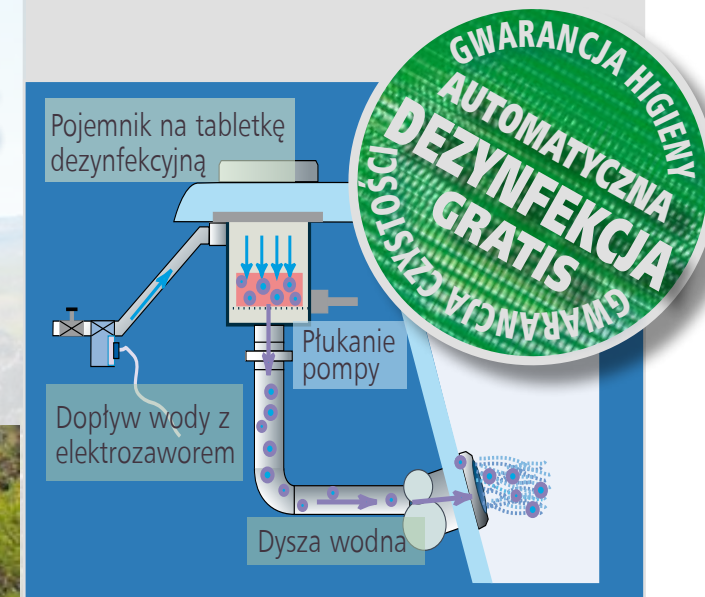 Pojemnik na tabletkę
dezynfekcyjną
GWARANCJA HIGIENY
AUTOMATYCZNA
DEZYNFEKCJA
GRATIS
GWARANCJA CZYSTOŚCI
Płukanie
pompy
Dopływ wody z
elektrozaworem
Dysza wodna